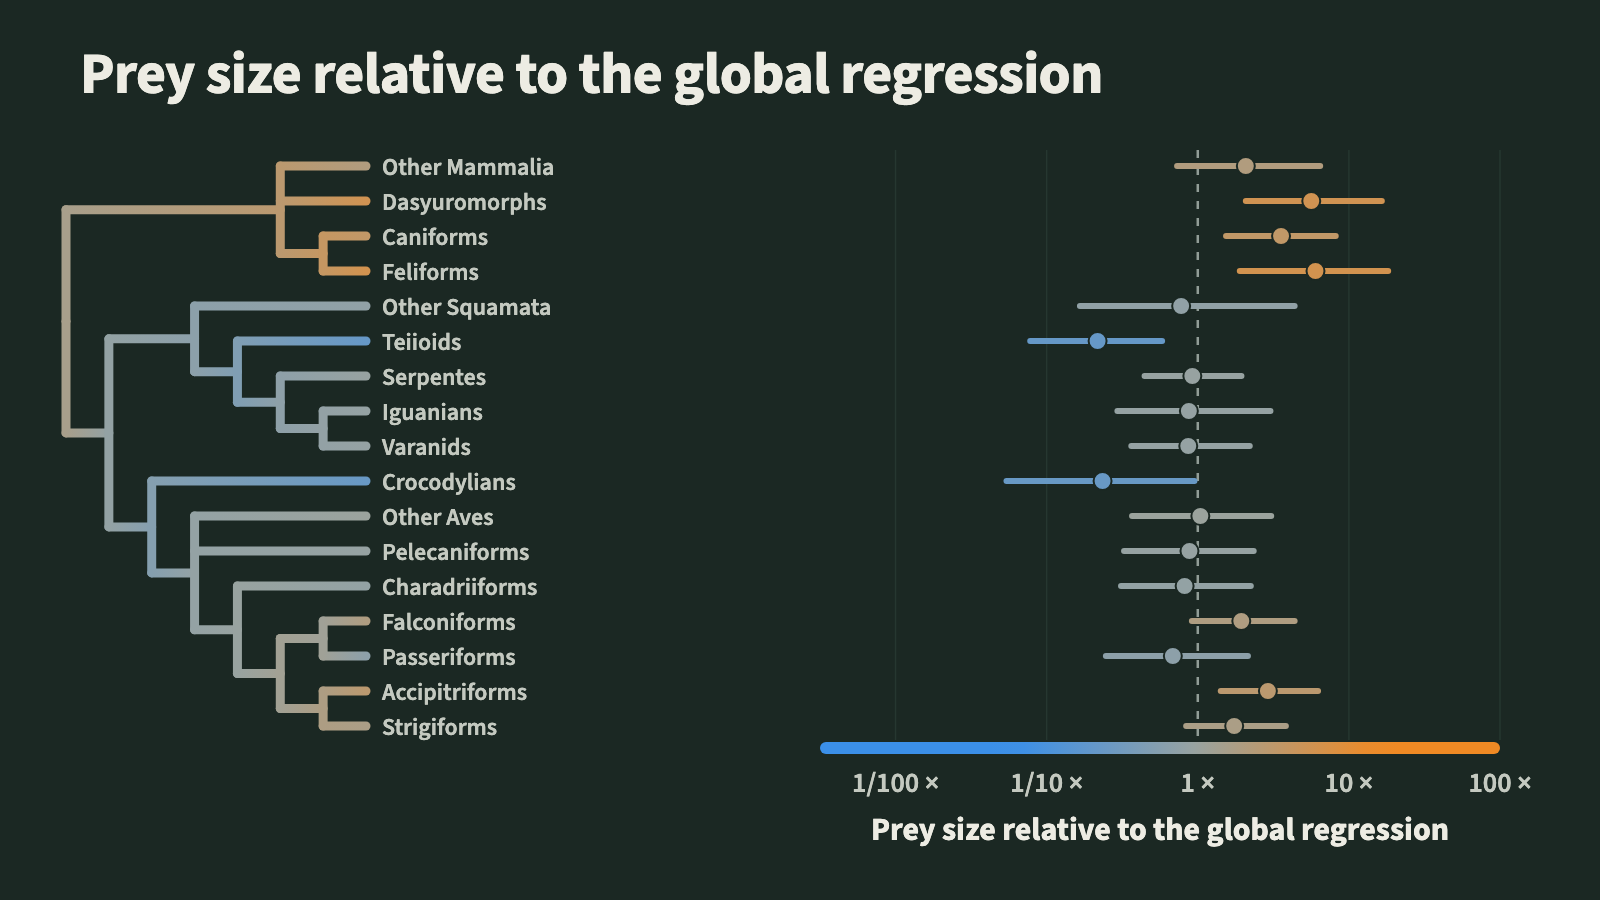 Prey size relative to the global regression
Other Mammalia
Dasyuromorphs
Caniforms
Feliforms
Other Squamata
Teiioids
Serpentes
Iguanians
Varanids
Crocodylians
Other Aves
Pelecaniforms
Charadriiforms
Falconiforms
Passeriforms
Accipitriforms
Strigiforms
1/100 × 1/10 × 1 × 10 × 100 ×
Prey size relative to the global regression